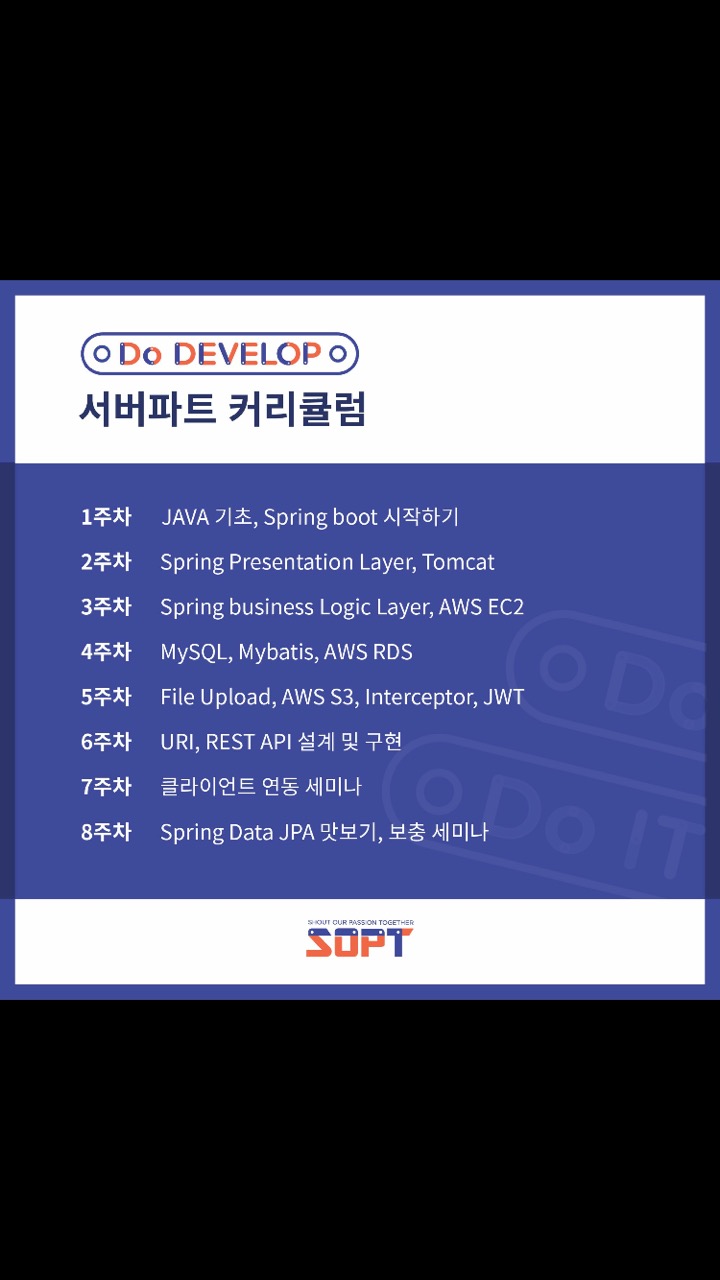 Do DEVELOP
서버파트 커리큘럼
1주차 JAVA 기초, Spring boot 시작하기
2주차 Spring Presentation Layer, Tomcat
3주차 Spring business Logic Layer, AWS EC2
4주차 MySQL, Mybatis, AWS RDS
5주차 File Upload, AWS S3, Interceptor, JWT
6주차 URI, REST API 설계 및 구현
7주차 클라이언트 연동 세미나
8주차 Spring Data JPA 맛보기, 보충 세미나
Do
Do IT
SHOUT OUR PASSION TOGETHER
SOPT